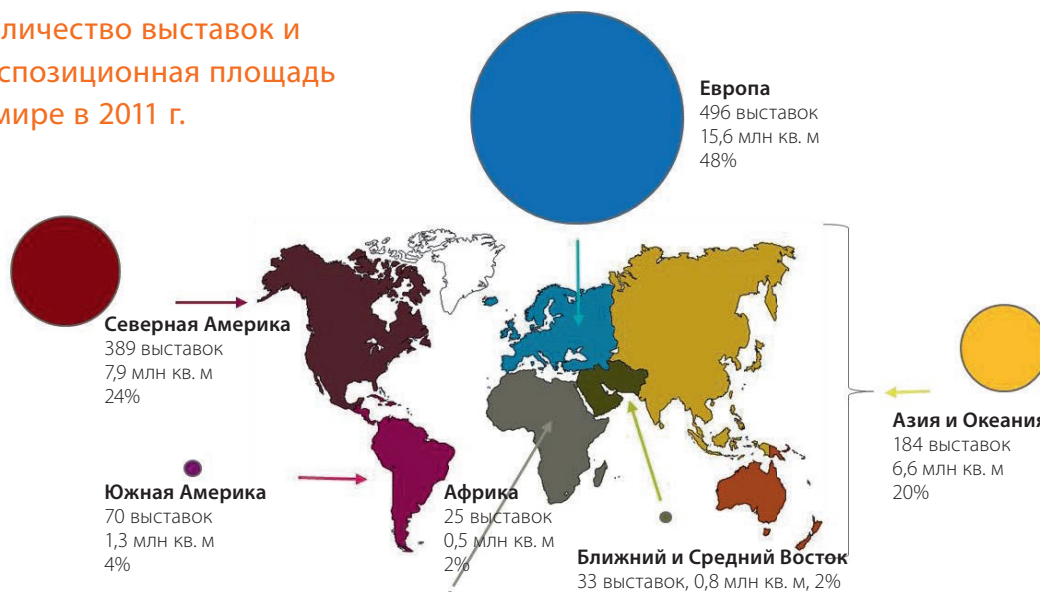 личество выставок и
спозиционная площадь
мире в 2011 г.
Европа
496 выставок
15,6 млн кв. м
48%
Северная Америка
389 выставок
7,9 млн кв. м
24%
Азия и Океания
184 выставок
6,6 млн кв. м
20%
Южная Америка
70 выставок
1,3 млн кв. м
4%
Африка
25 выставок
0,5 млн кв. м
2%
Ближний и Средний Восток
33 выставок, 0,8 млн кв. м, 2%